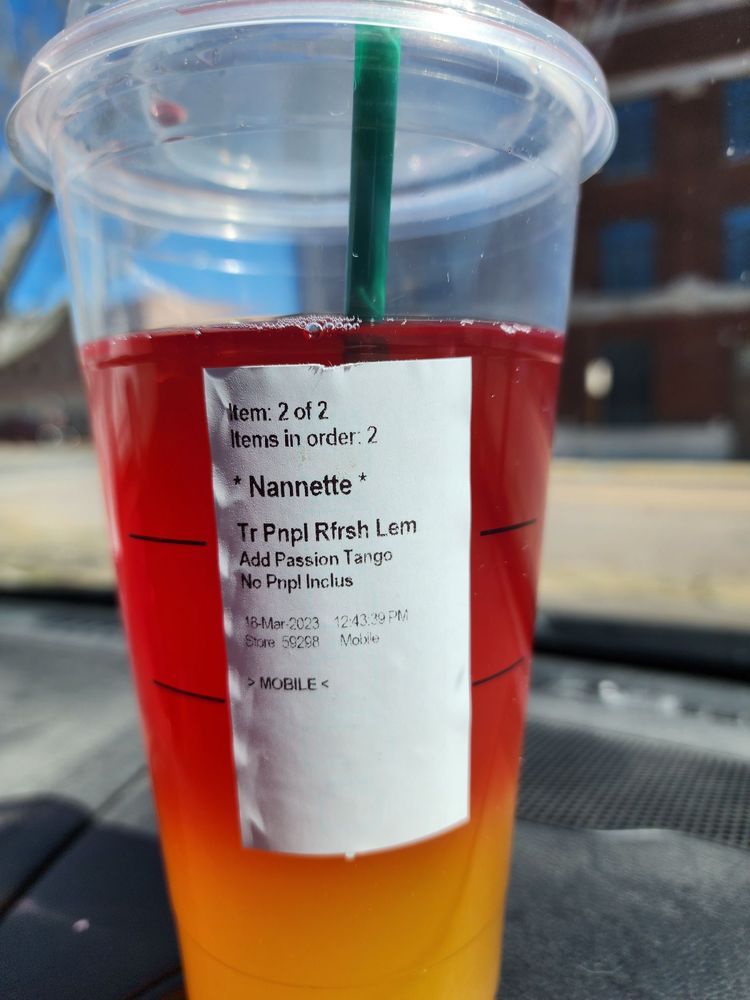 Item: 2 of 2
Items in order: 2
* Nannette *
Tr Pnpl Rfrsh Lem
Add Passion Tango
No Pnpl Inclus
18-Mar-2023 12:43:39 PM
Store 59298 Mobile
> MOBILE <